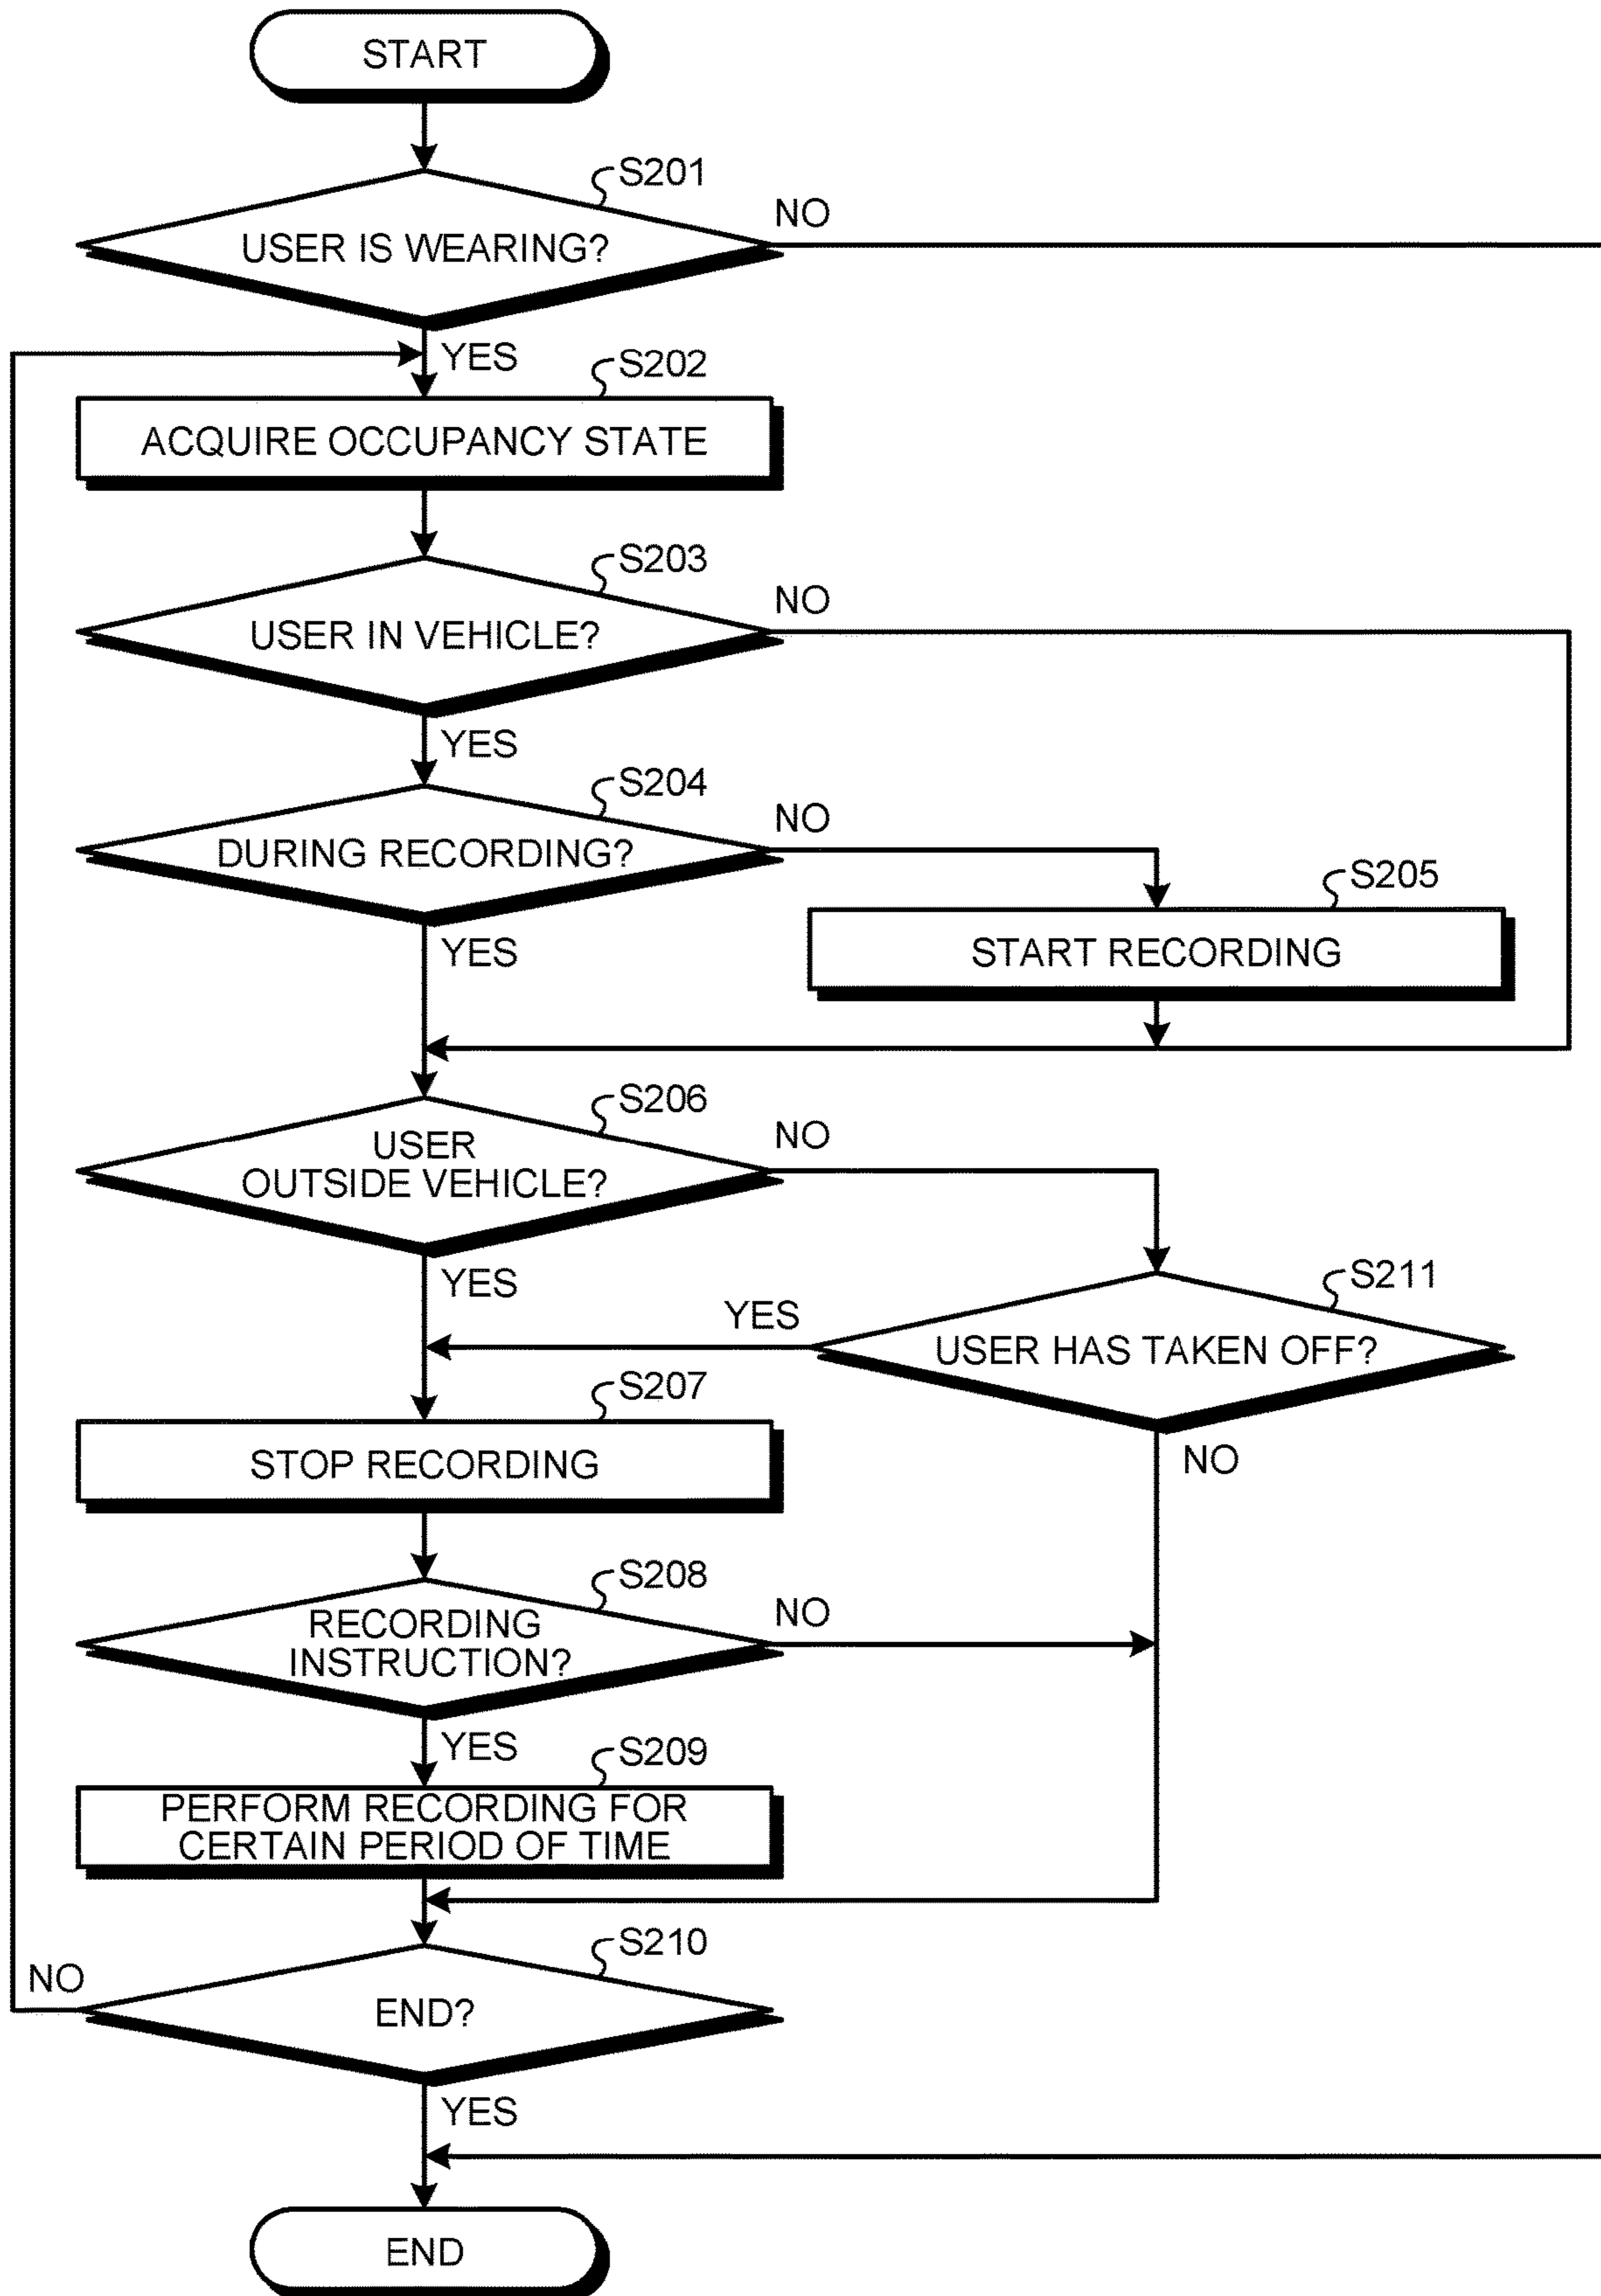 START
S201
NO
USER IS WEARING?
YES
S202
ACQUIRE OCCUPANCY STATE
S203
NO
USER IN VEHICLE?
YES
S204
NO
DURING RECORDING?
S205
YES
START RECORDING
S206
NO
USER
OUTSIDE VEHICLE?
YES
S211
YES
USER HAS TAKEN OFF?
S207
NO
STOP RECORDING
S208
NO
RECORDING
INSTRUCTION?
YES
S209
PERFORM RECORDING FOR
CERTAIN PERIOD OF TIME
S210
NO
END?
YES
END